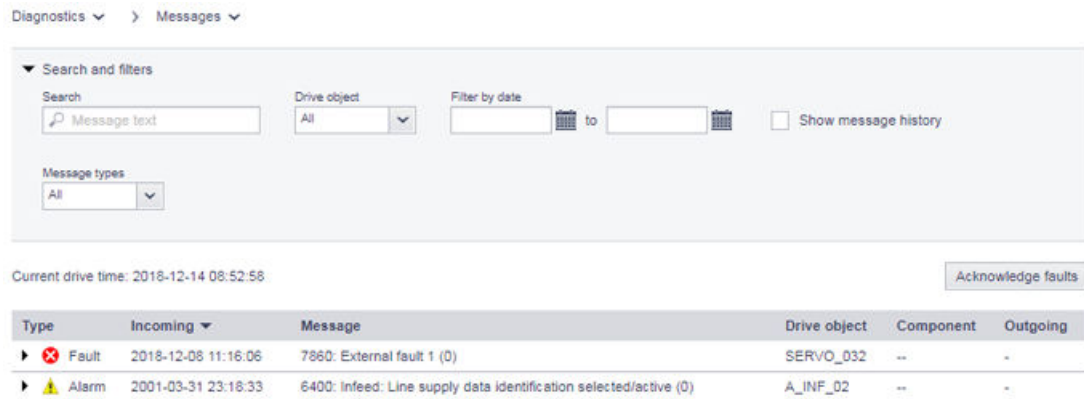 Diagnostics > Messages
Search and filters
Search Drive object Filter by date
Message text All to Show message history
Message types
All
Current drive time: 2018-12-14 08:52:58 Acknowledge faults
Type Incoming Message Drive object Component Outgoing
Fault 2018-12-08 11:16:06 7860: External fault 1 (0) SERVO_032 -- -
Alarm 2001-03-31 23:18:33 6400: Infeed: Line supply data identification selected/active (0) A_INF_02 -- -